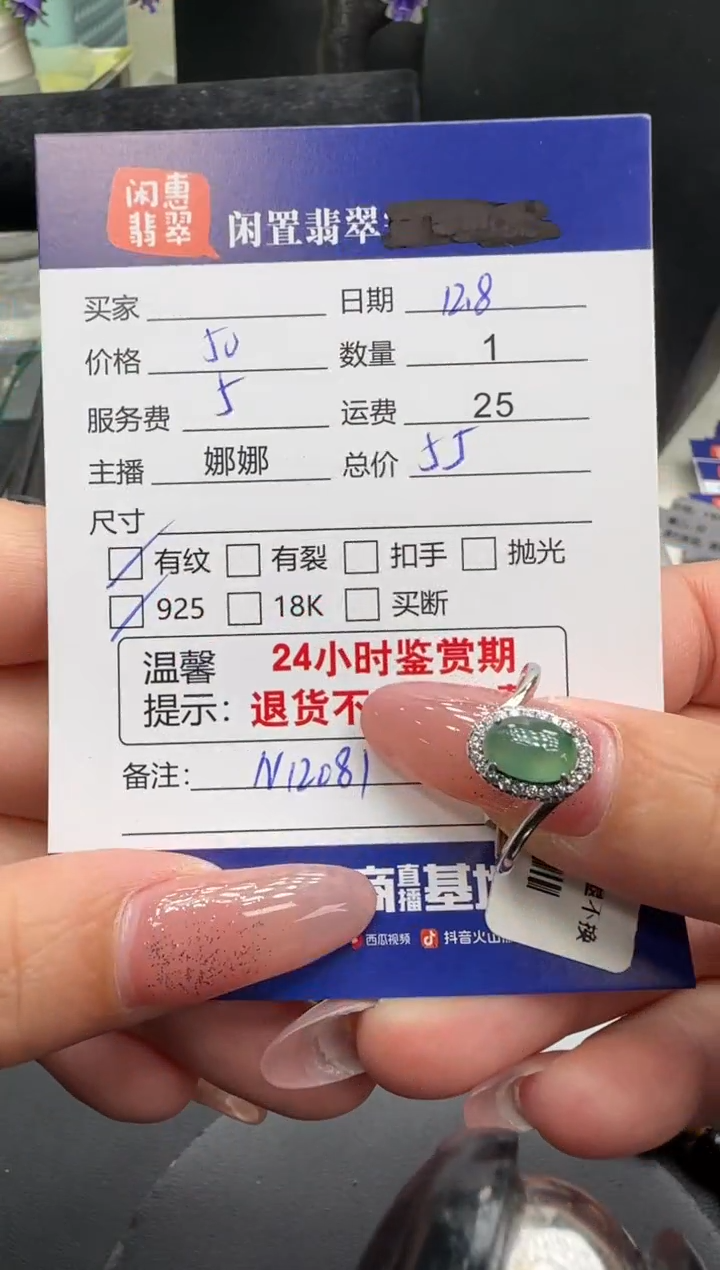 闲惠
翡翠
闲置翡翠
买家 日期 12.8
价格 50 数量 1
服务费 5 运费 25
主播 娜娜 总价 55
尺寸
有纹 有裂 扣手 抛光
925 18K 买断
温馨 24小时鉴赏期
提示：退货不
备注： N12081
直播基地
西瓜视频 抖音火山
不换